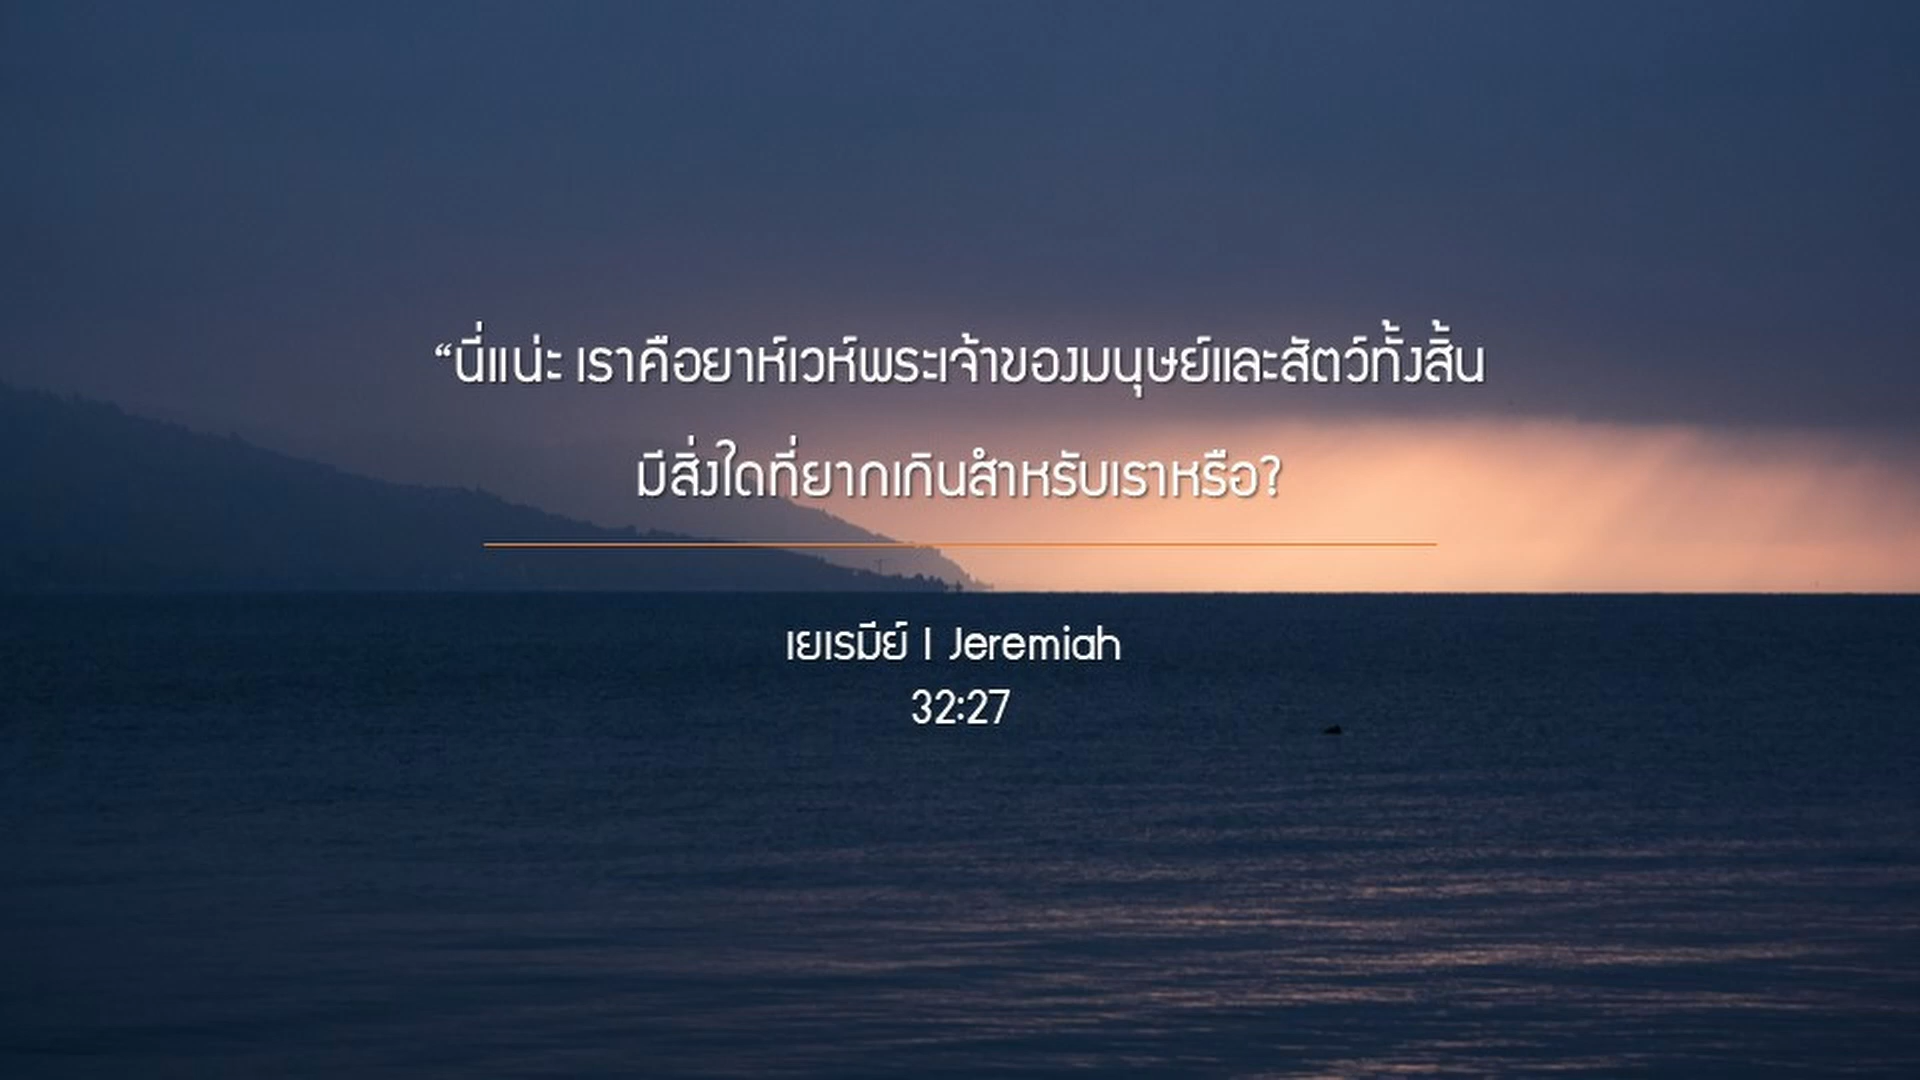 “นี่แน่ะ เราคือยาห์เวห์พระเจ้าของมนุษย์และสัตว์ทั้งสิ้น
มีสิ่งใดที่ยากเกินสำหรับเราหรือ?
เยเรมีย์ | Jeremiah
32:27